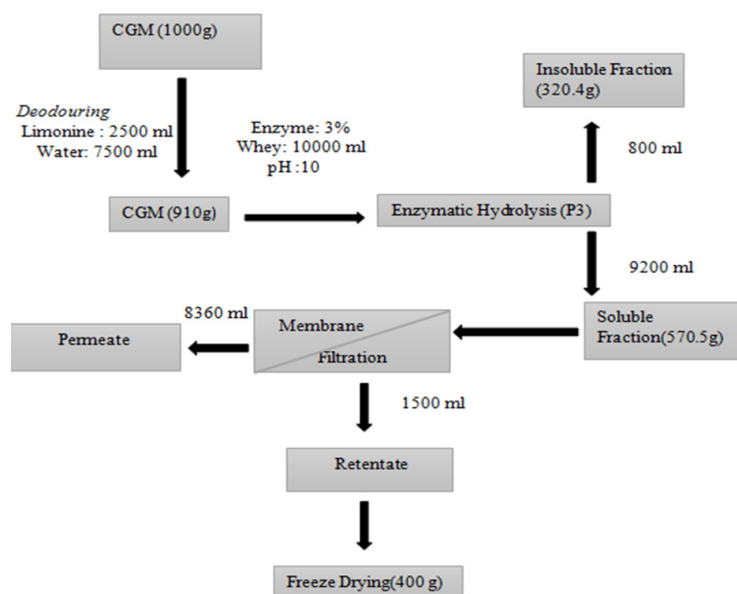 CGM (1000g)
Deodouring
Limonine : 2500 ml
Water: 7500 ml
Enzyme: 3%
Whey: 10000 ml
pH :10
Insoluble Fraction
(320.4g)
800 ml
CGM (910g)
Enzymatic Hydrolysis (P3)
9200 ml
8360 ml
Permeate
Membrane
Filtration
Soluble
Fraction(570.5g)
1500 ml
Retentate
Freeze Drying(400 g)